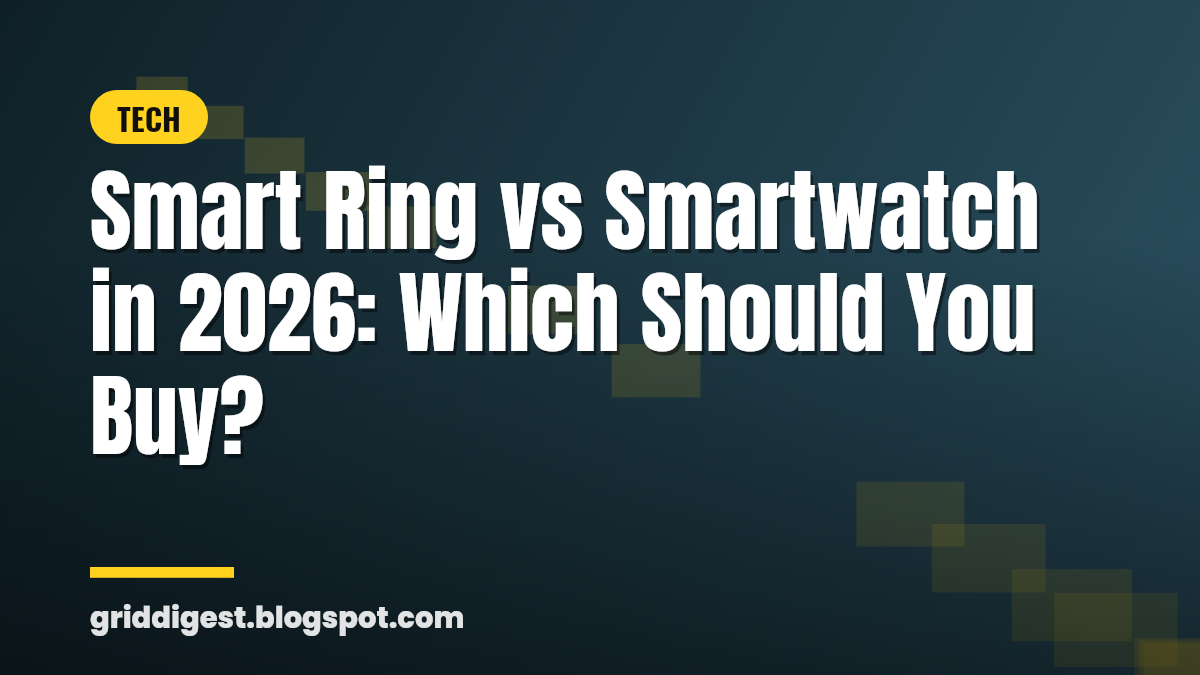 TECH
Smart Ring vs Smartwatch
in 2026: Which Should You
Buy?
griddigest.blogspot.com